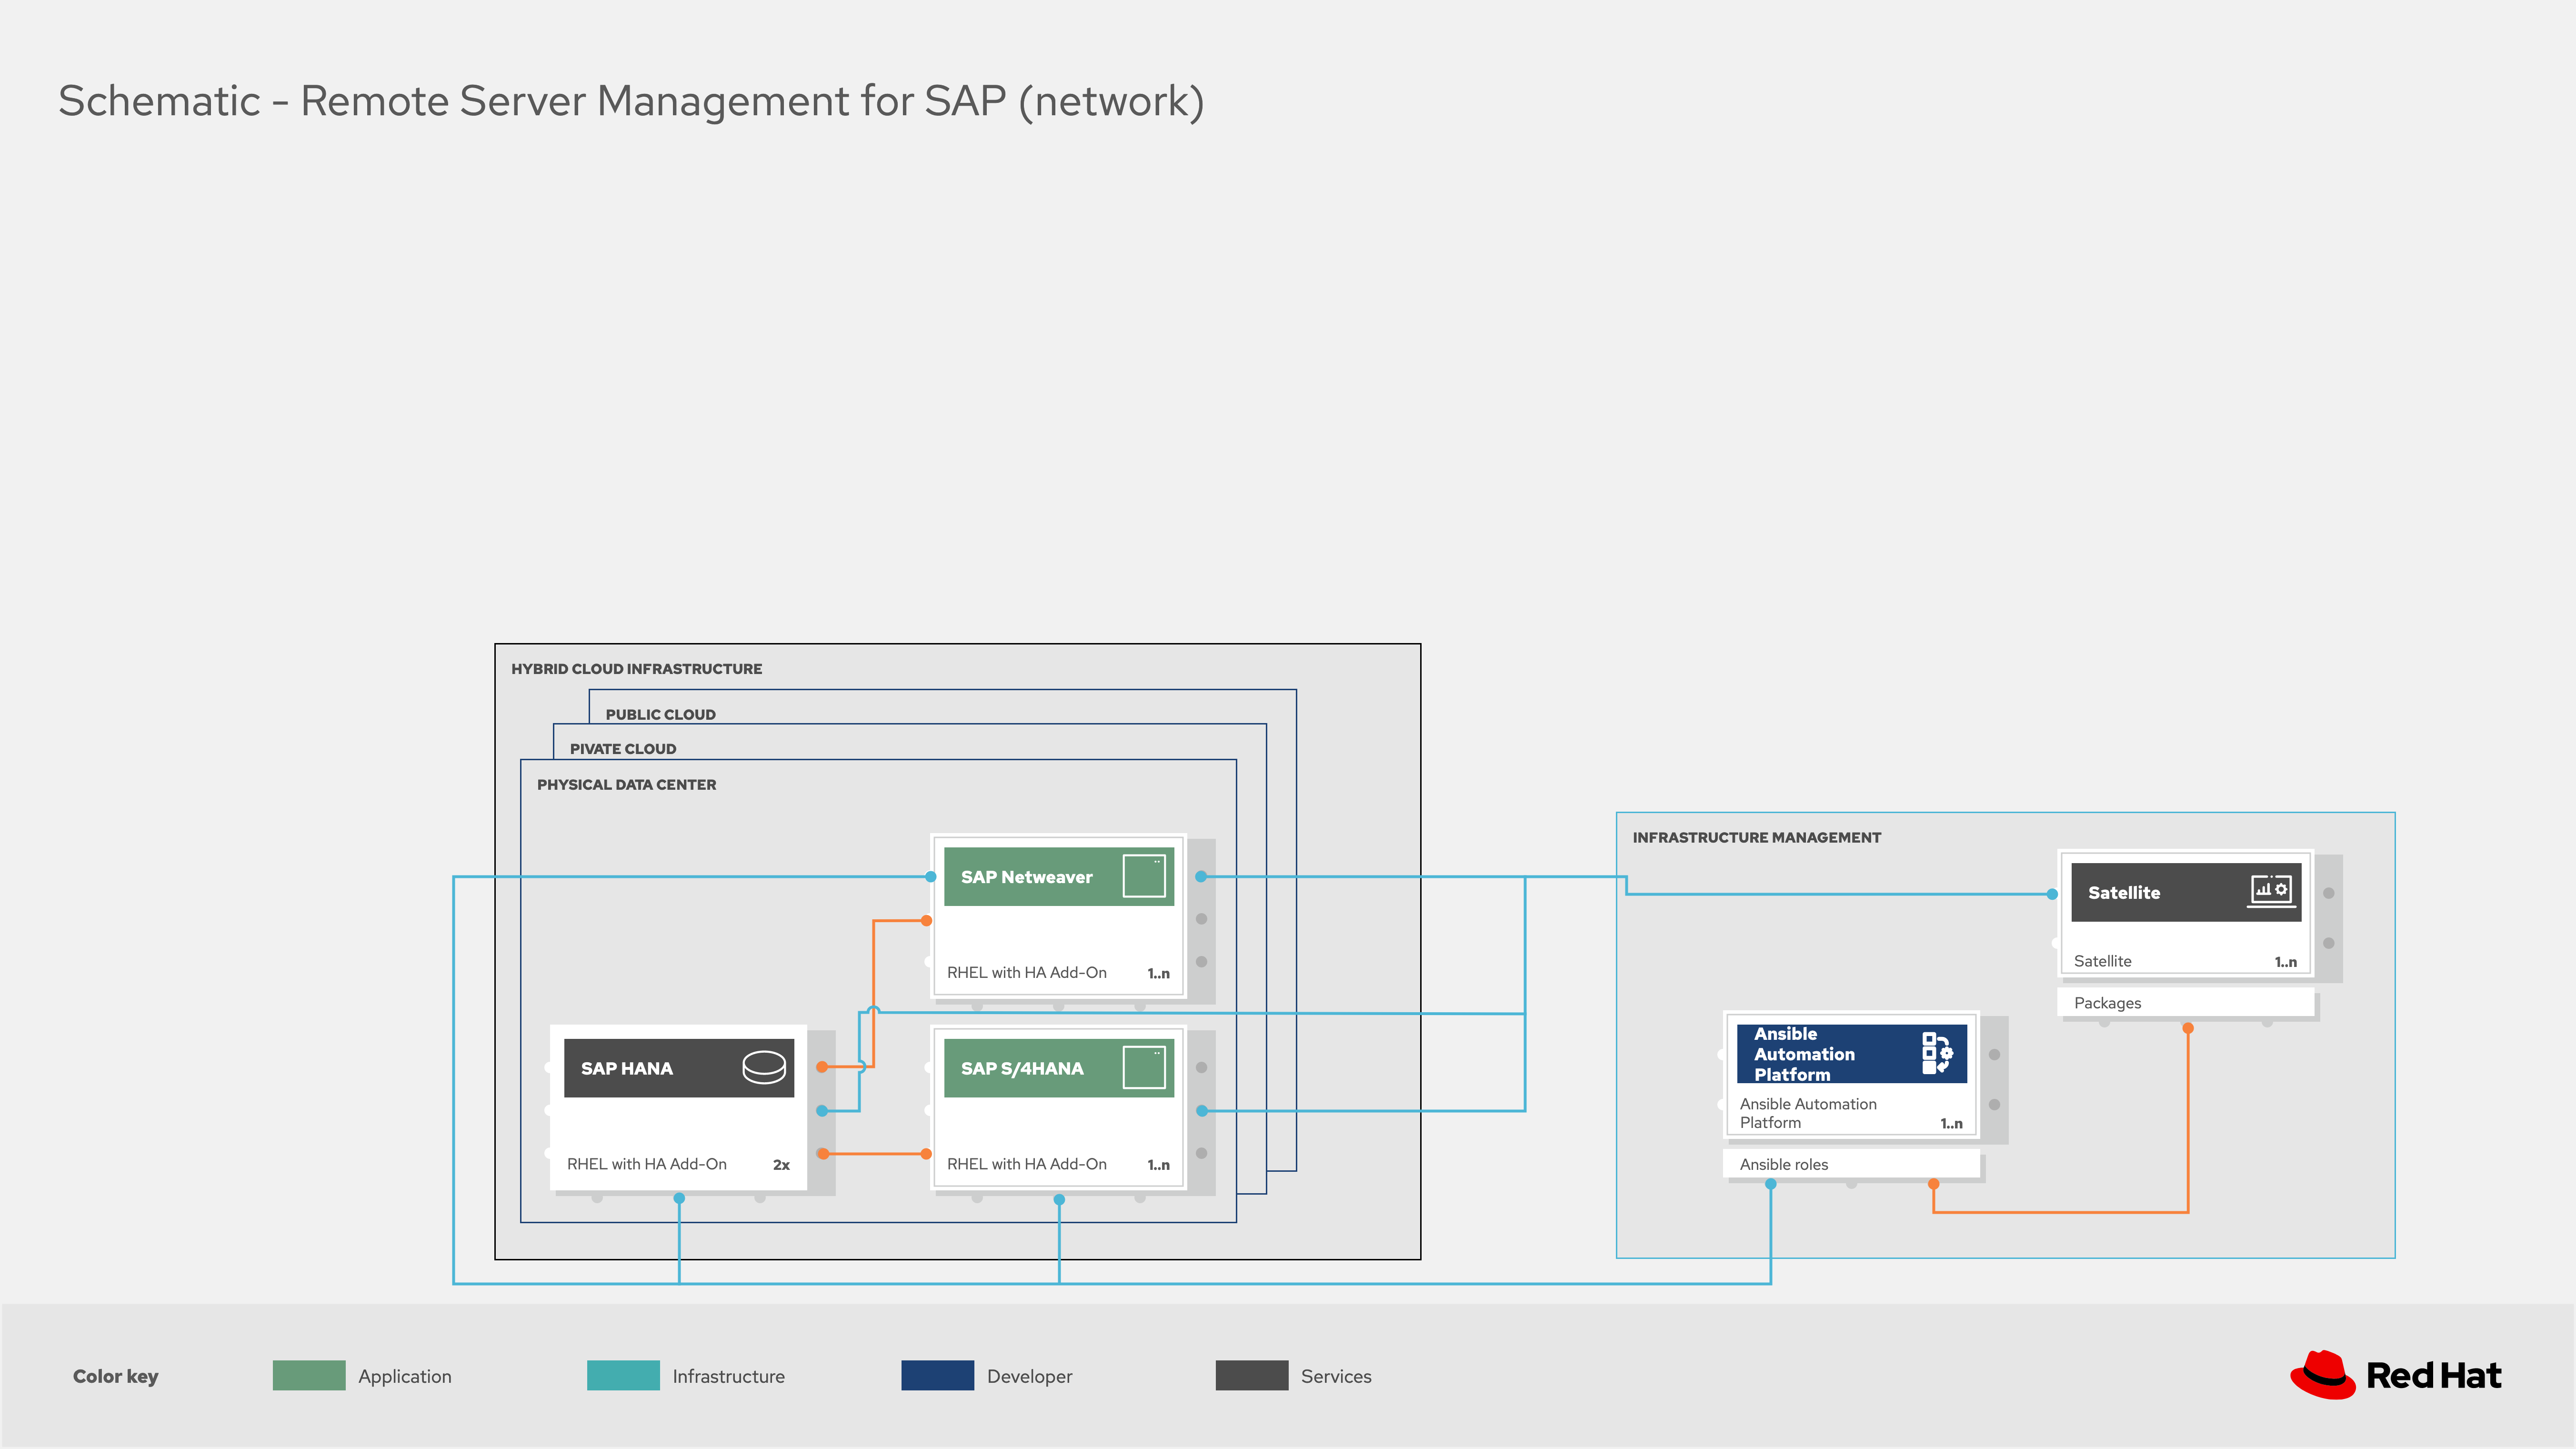 Schematic - Remote Server Management for SAP (network)
HYBRID CLOUD INFRASTRUCTURE
PUBLIC CLOUD
PIVATE CLOUD
PHYSICAL DATA CENTER
SAP Netweaver
RHEL with HA Add-On 1..n
SAP HANA
RHEL with HA Add-On 2x
SAP S/4HANA
RHEL with HA Add-On 1..n
INFRASTRUCTURE MANAGEMENT
Satellite
Satellite 1..n
Packages
Ansible
Automation
Platform
Ansible Automation
Platform 1..n
Ansible roles
Color key
Application
Infrastructure
Developer
Services
Red Hat